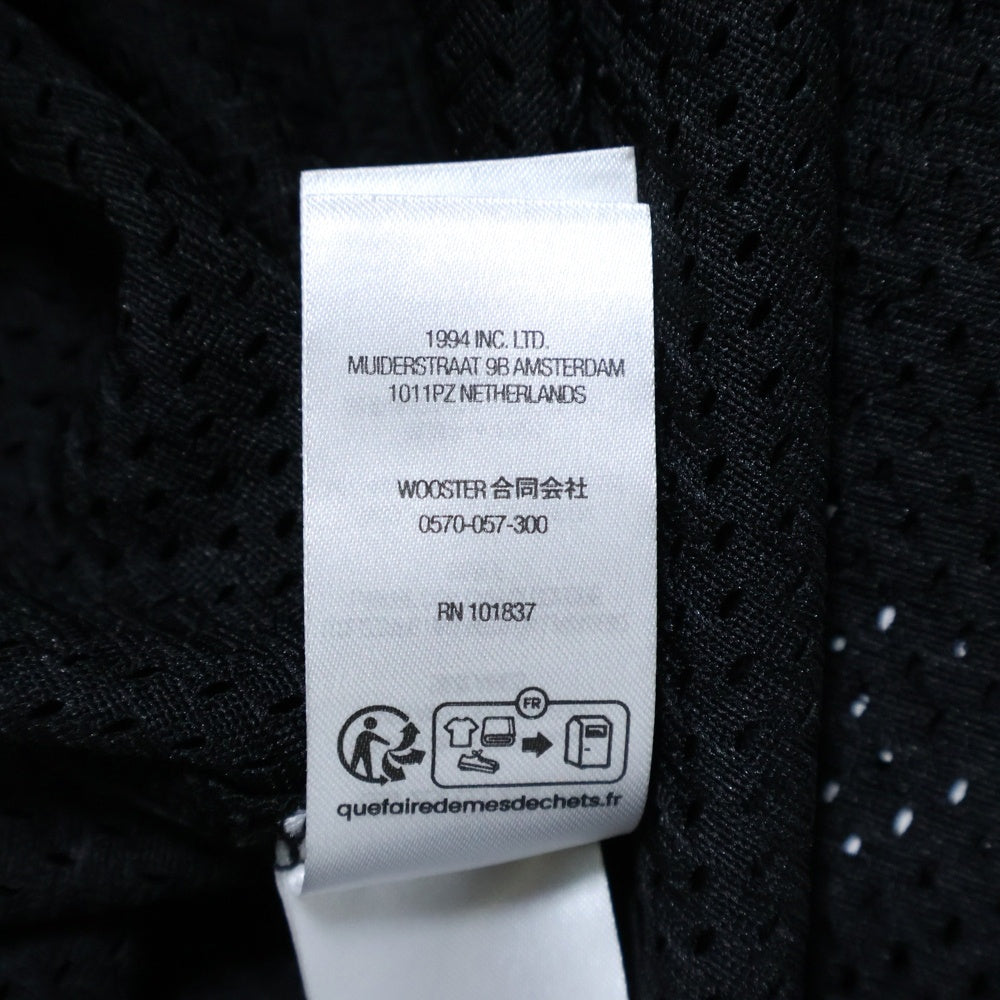 1994 INC. LTD.
MUIDERSTRAAT 9B AMSTERDAM
1011PZ NETHERLANDS
WOOSTER 合同会社
0570-057-300
RN 101837
FR
quefairedemesdechets.fr